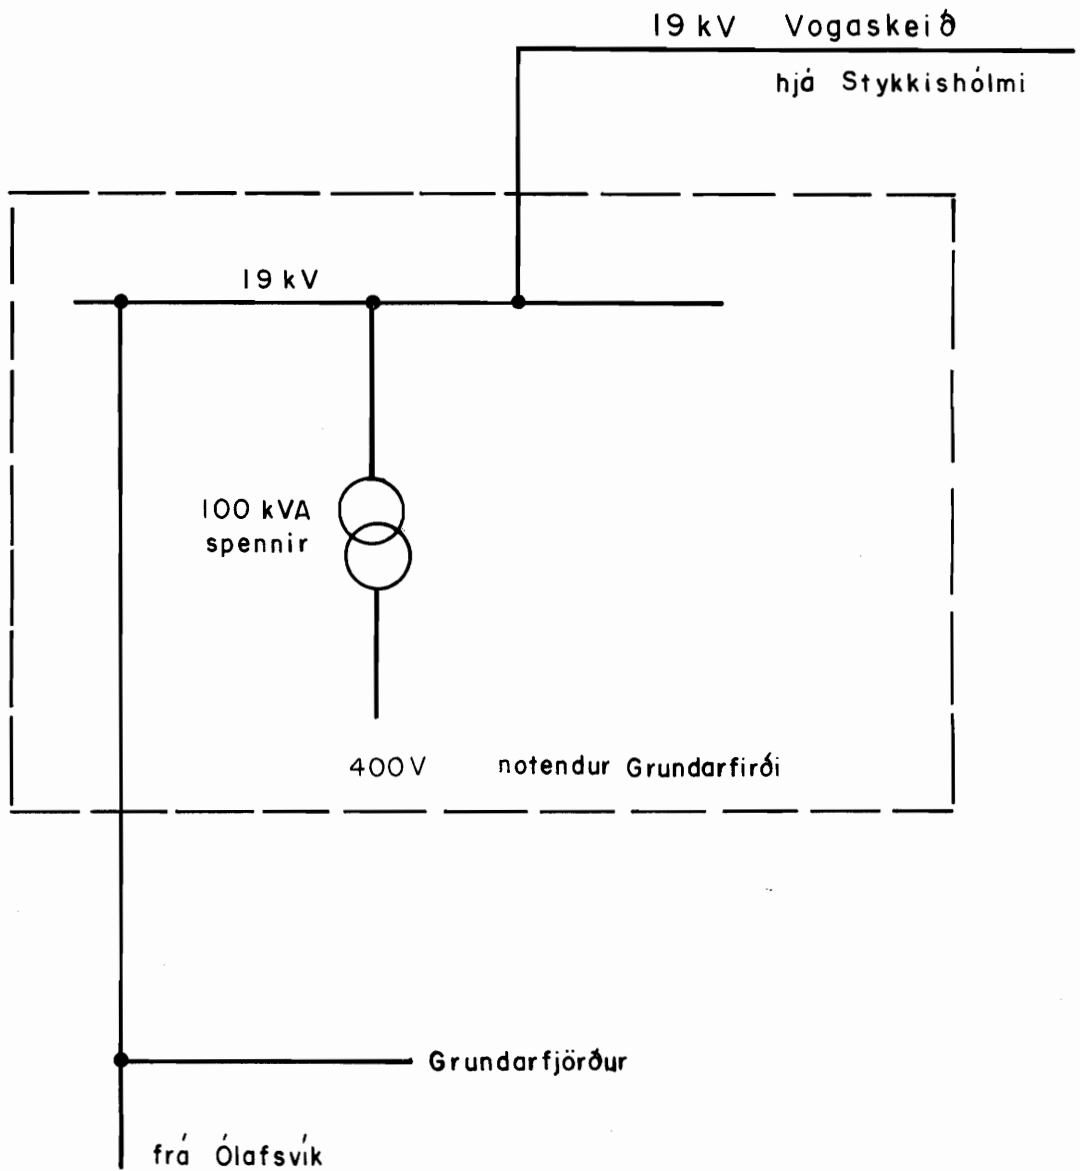 19 kV Vogaskeið
hjá Stykkishólmi
19 kV
100 kVA
spennir
400V notendur Grundarfirði
Grundarfjörður
frá Ólafsvík